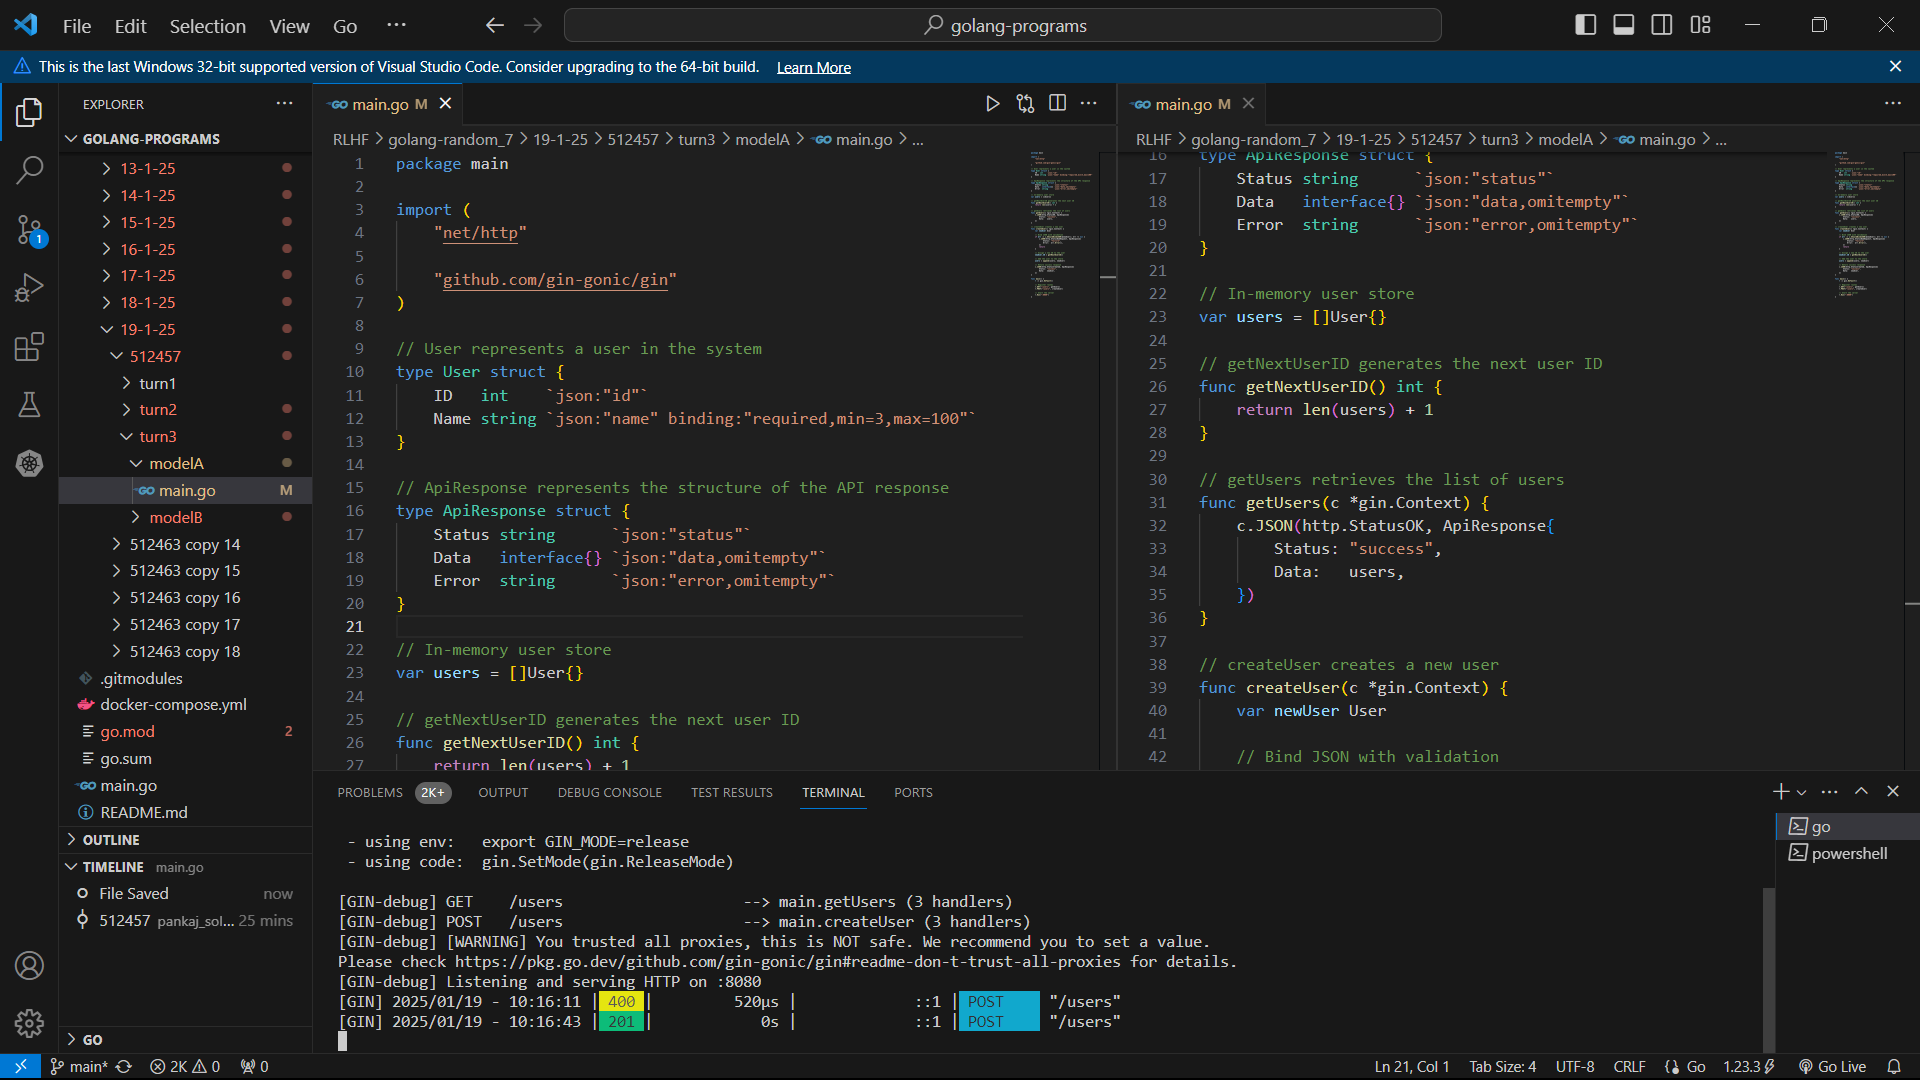 File Edit Selection View Go ··· golang-programs
This is the last Windows 32-bit supported version of Visual Studio Code. Consider upgrading to the 64-bit build. Learn More
EXPLORER
GOLANG-PROGRAMS
13-1-25
14-1-25
15-1-25
16-1-25
17-1-25
18-1-25
19-1-25
512457
turn1
turn2
turn3
modelA
main.go M
modelB
512463 copy 14
512463 copy 15
512463 copy 16
512463 copy 17
512463 copy 18
.gitmodules
docker-compose.yml
go.mod 2
go.sum
main.go
README.md
OUTLINE
TIMELINE main.go
File Saved now
512457 pankaj_sol... 25 mins
GO
1
GO main.go M
RLHF > golang-random_7 > 19-1-25 > 512457 > turn3 > modelA > GO main.go > ...
1 package main
2
3 import (
4 "net/http"
5
6 "github.com/gin-gonic/gin"
7 )
8
9 // User represents a user in the system
10 type User struct {
11 ID int `json:"id"`
12 Name string `json:"name" binding:"required,min=3,max=100"`
13 }
14
15 // ApiResponse represents the structure of the API response
16 type ApiResponse struct {
17 Status string `json:"status"`
18 Data interface{} `json:"data,omitempty"`
19 Error string `json:"error,omitempty"`
20 }
21
22 // In-memory user store
23 var users = []User{}
24
25 // getNextUserID generates the next user ID
26 func getNextUserID() int {
27 return len(users) + 1
GO main.go M
RLHF > golang-random_7 > 19-1-25 > 512457 > turn3 > modelA > GO main.go > ...
16 type ApiResponse struct {
17 Status string `json:"status"`
18 Data interface{} `json:"data,omitempty"`
19 Error string `json:"error,omitempty"`
20 }
21
22 // In-memory user store
23 var users = []User{}
24
25 // getNextUserID generates the next user ID
26 func getNextUserID() int {
27 return len(users) + 1
28 }
29
30 // getUsers retrieves the list of users
31 func getUsers(c *gin.Context) {
32 c.JSON(http.StatusOK, ApiResponse{
33 Status: "success",
34 Data: users,
35 })
36 }
37
38 // createUser creates a new user
39 func createUser(c *gin.Context) {
40 var newUser User
41
42 // Bind JSON with validation
PROBLEMS 2K+ OUTPUT DEBUG CONSOLE TEST RESULTS TERMINAL PORTS
- using env: export GIN_MODE=release
- using code: gin.SetMode(gin.ReleaseMode)
[GIN-debug] GET /users --> main.getUsers (3 handlers)
[GIN-debug] POST /users --> main.createUser (3 handlers)
[GIN-debug] [WARNING] You trusted all proxies, this is NOT safe. We recommend you to set a value.
Please check https://pkg.go.dev/github.com/gin-gonic/gin#readme-don-t-trust-all-proxies for details.
[GIN-debug] Listening and serving HTTP on :8080
[GIN] 2025/01/19 - 10:16:11 | 400 | 520µs | ::1 | POST "/users"
[GIN] 2025/01/19 - 10:16:43 | 201 | 0s | ::1 | POST "/users"
go
powershell
main* 2K 0 0 Ln 21, Col 1 Tab Size: 4 UTF-8 CRLF {} Go 1.23.3 Go Live